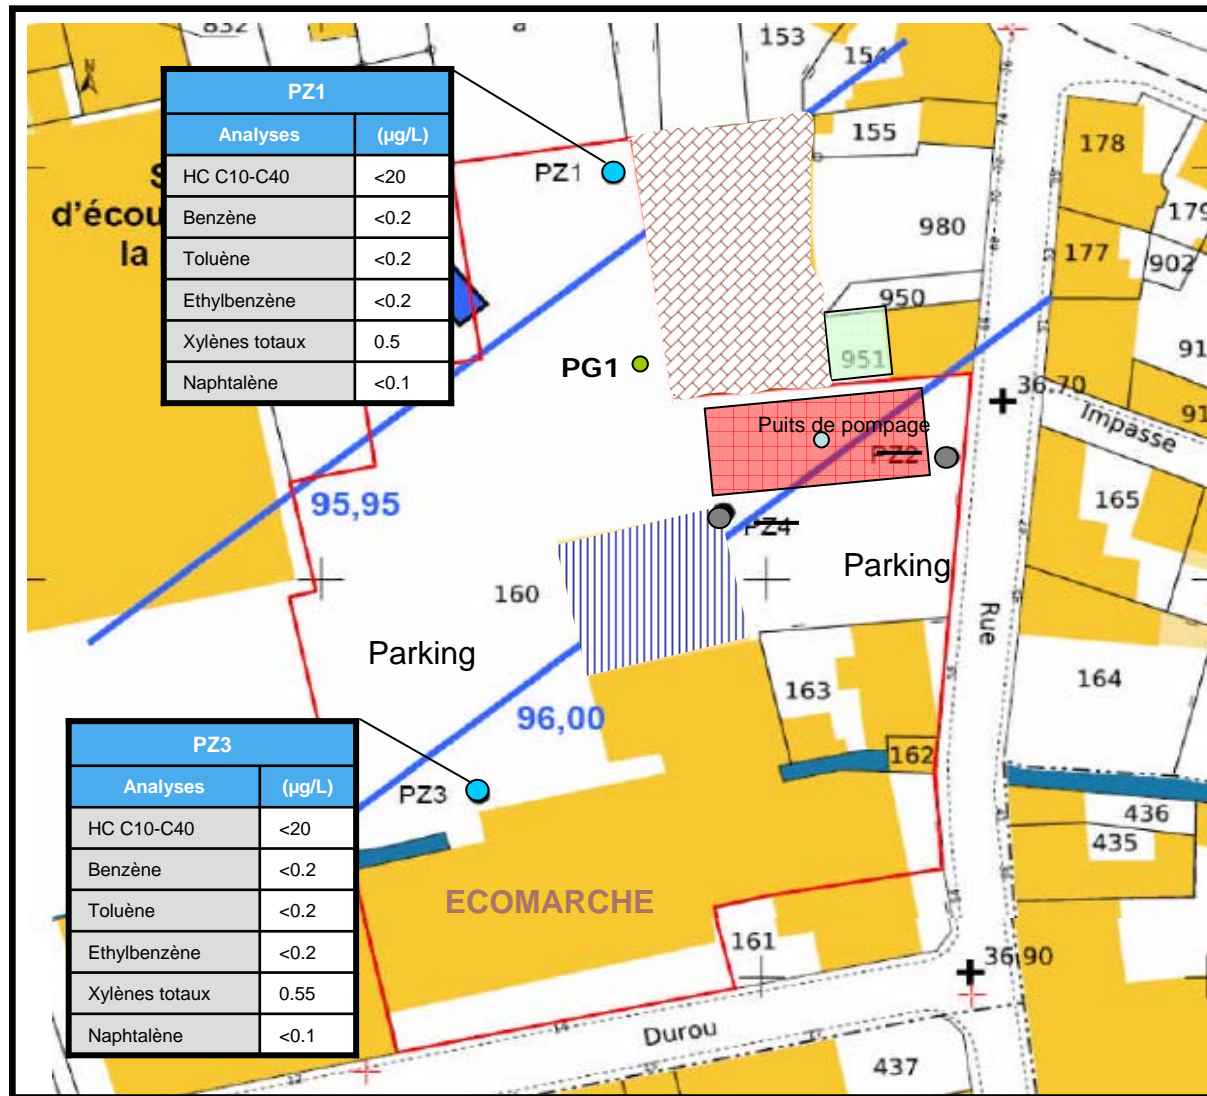 832
a
153
154
155
178
980
179
177
902
950
951
91
36.70
Impasse
91
PZ1
Analyses (µg/L)
HC C10-C40 <20
Benzène <0.2
Toluène <0.2
Ethylbenzène <0.2
Xylènes totaux 0.5
Naphtalène <0.1
S
d'écou
la
PZ1
PG1
Puits de pompage
PZ2
PZ4
95,95
160
Parking
Parking
Rue
165
164
163
162
96,00
PZ3
PZ3
Analyses (µg/L)
HC C10-C40 <20
Benzène <0.2
Toluène <0.2
Ethylbenzène <0.2
Xylènes totaux 0.55
Naphtalène <0.1
436
435
ECOMARCHE
161
36.90
Durou
437
12